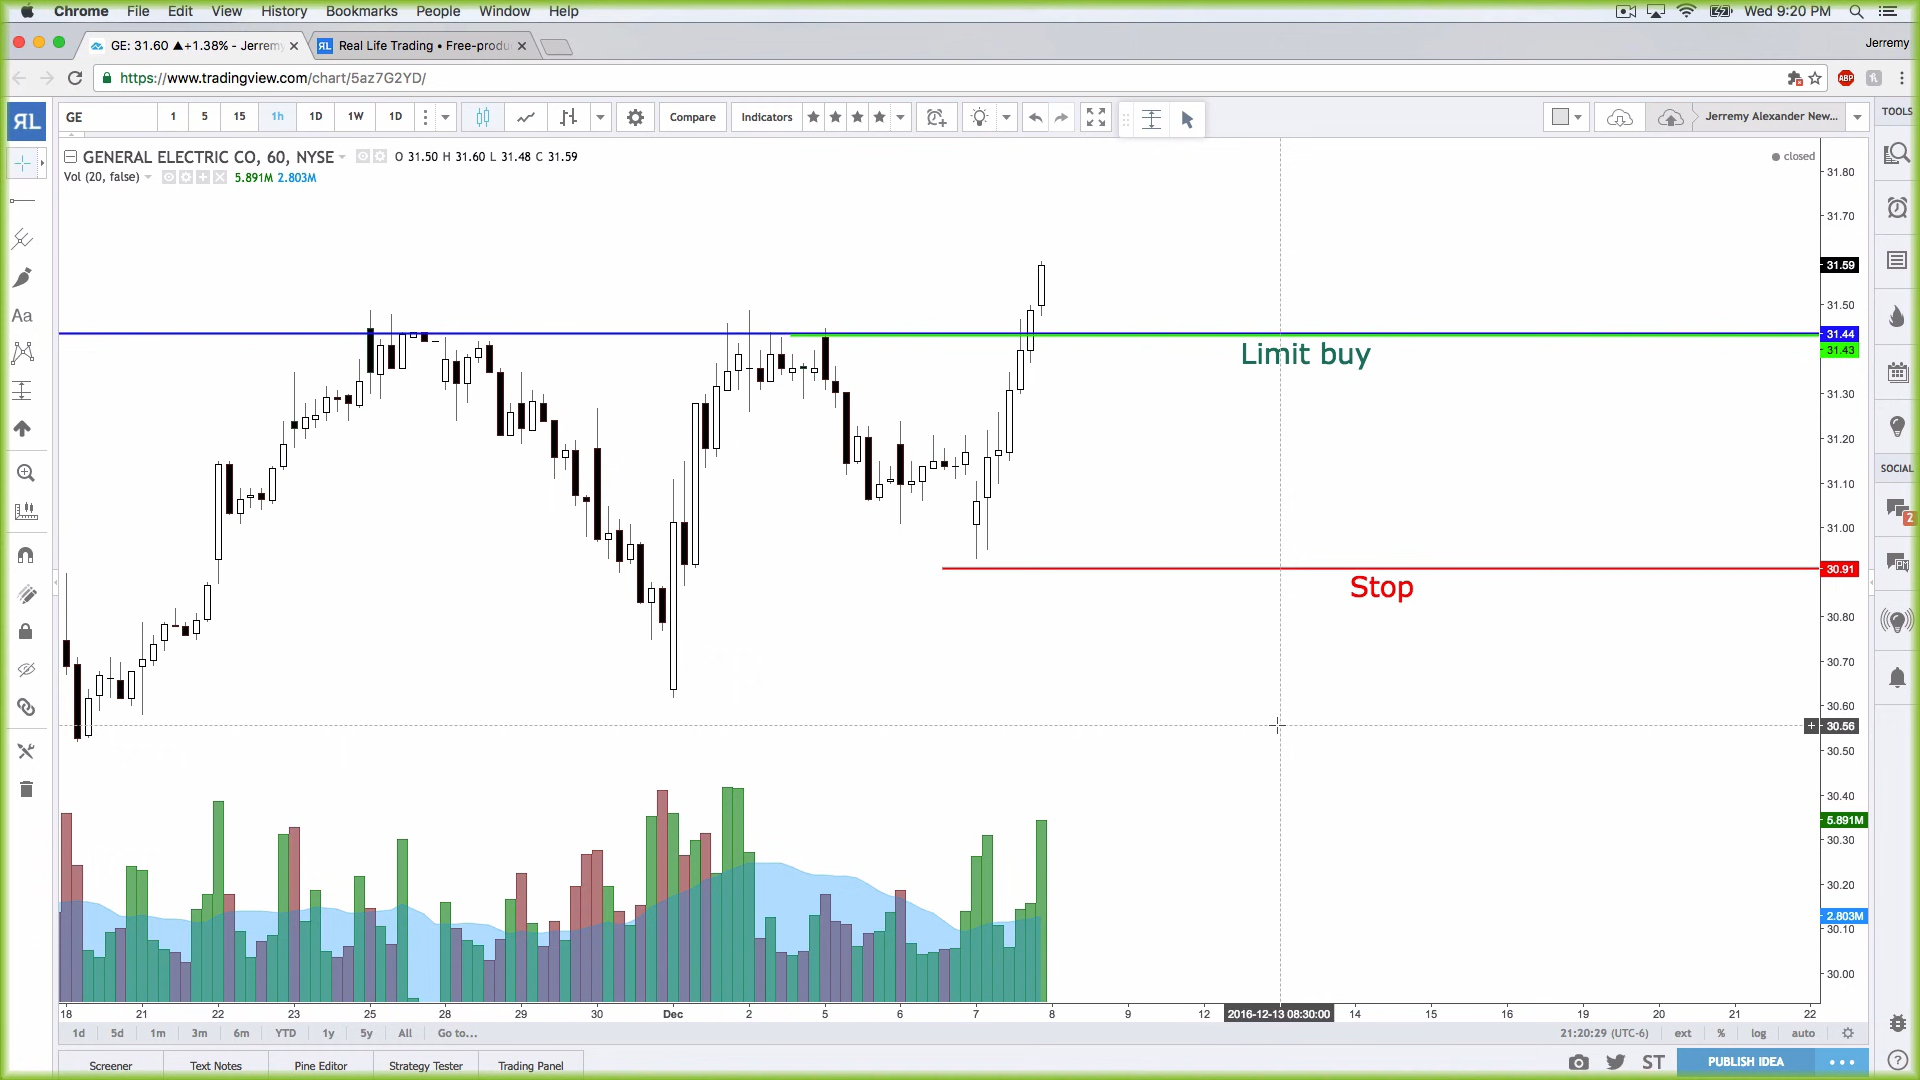 Chrome File Edit View History Bookmarks People Window Help Wed 9:20 PM
GE: 31.60 ▲+1.38% - Jerremy
Real Life Trading • Free-produ
Jerremy
https://www.tradingview.com/chart/5az7G2YD/
ABP
RL GE 1 5 15 1h 1D 1W 1D Compare Indicators Jerremy Alexander New... TOOLS
GENERAL ELECTRIC CO, 60, NYSE O 31.50 H 31.60 L 31.48 C 31.59 closed
Vol (20, false) 5.891M 2.803M
31.80
31.70
31.59
31.50
31.44
31.43
Limit buy
31.30
31.20
31.10
31.00
30.91
Stop
30.80
30.70
30.60
30.56
30.50
30.40
5.891M
30.30
30.20
2.803M
30.10
30.00
Aa
SOCIAL
2
18 21 22 23 25 28 29 30 Dec 2 5 6 7 8 9 12 2016-12-13 08:30:00 14 15 16 19 20 21 22
1d 5d 1m 3m 6m YTD 1y 5y All Go to... 21:20:29 (UTC-6) ext % log auto
Screener Text Notes Pine Editor Strategy Tester Trading Panel ST PUBLISH IDEA